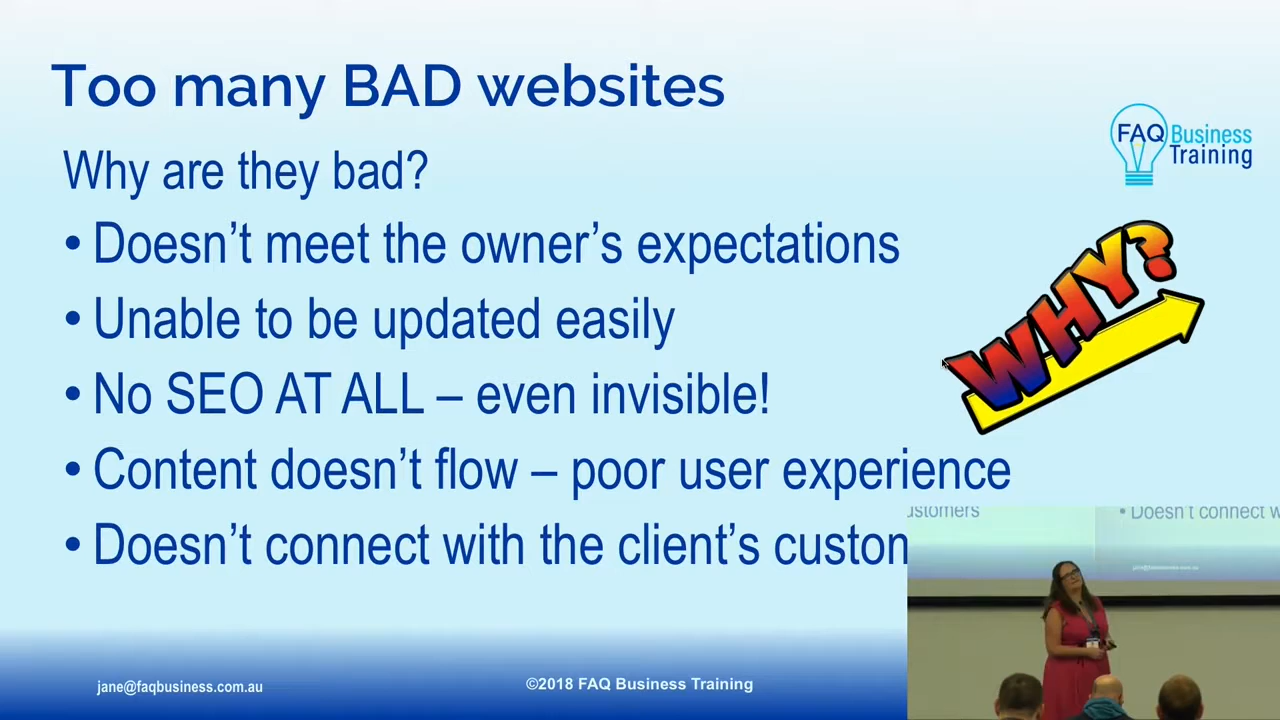 Too many BAD websites
Why are they bad?
• Doesn’t meet the owner’s expectations
• Unable to be updated easily
• No SEO AT ALL – even invisible!
• Content doesn’t flow – poor user experience
• Doesn’t connect with the client’s custom
FAQ Business
Training
WHY?
ustomers
• Doesn't connect w
jane@faqbusiness.com.au
©2018 FAQ Business Training